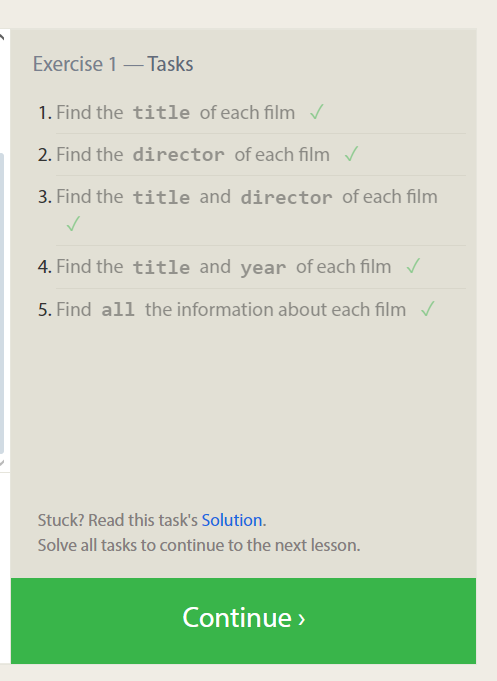 Exercise 1 — Tasks
1. Find the title of each film ✓
2. Find the director of each film ✓
3. Find the title and director of each film
✓
4. Find the title and year of each film ✓
5. Find all the information about each film ✓
Stuck? Read this task's Solution.
Solve all tasks to continue to the next lesson.
Continue ›